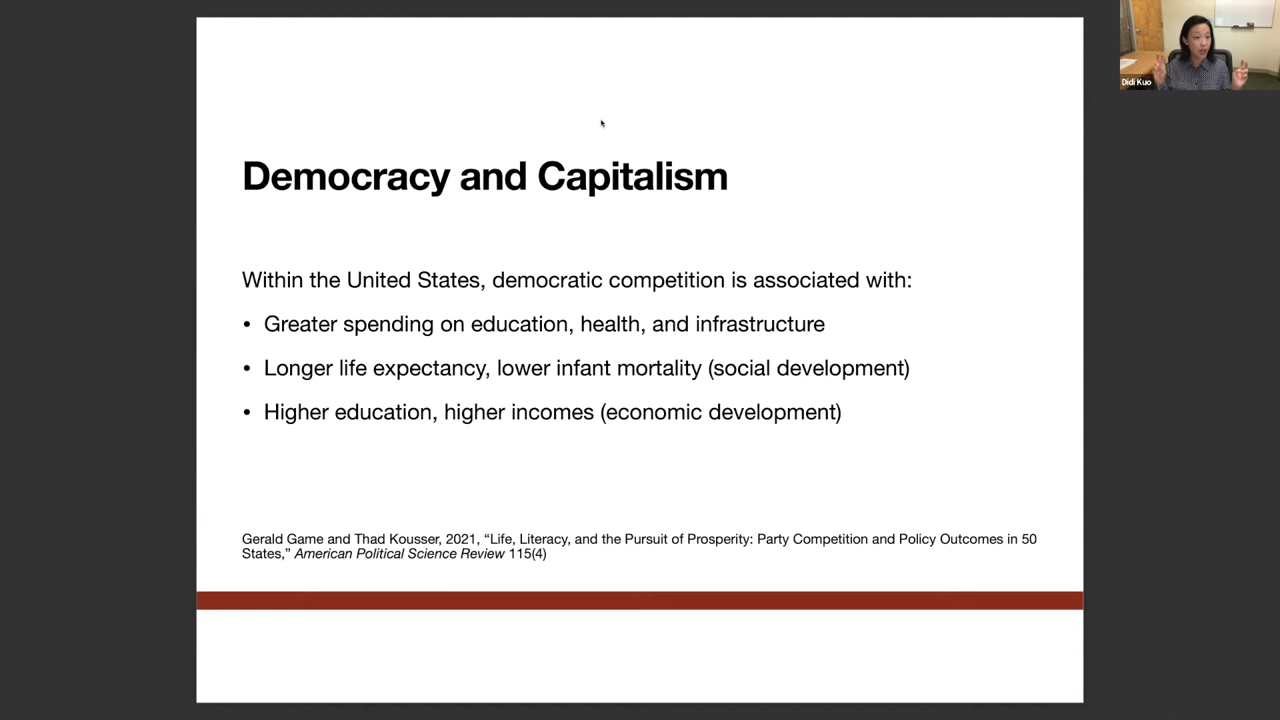 Didi Kuo
Democracy and Capitalism
Within the United States, democratic competition is associated with:
• Greater spending on education, health, and infrastructure
• Longer life expectancy, lower infant mortality (social development)
• Higher education, higher incomes (economic development)
Gerald Game and Thad Kousser, 2021, “Life, Literacy, and the Pursuit of Prosperity: Party Competition and Policy Outcomes in 50
States,” American Political Science Review 115(4)